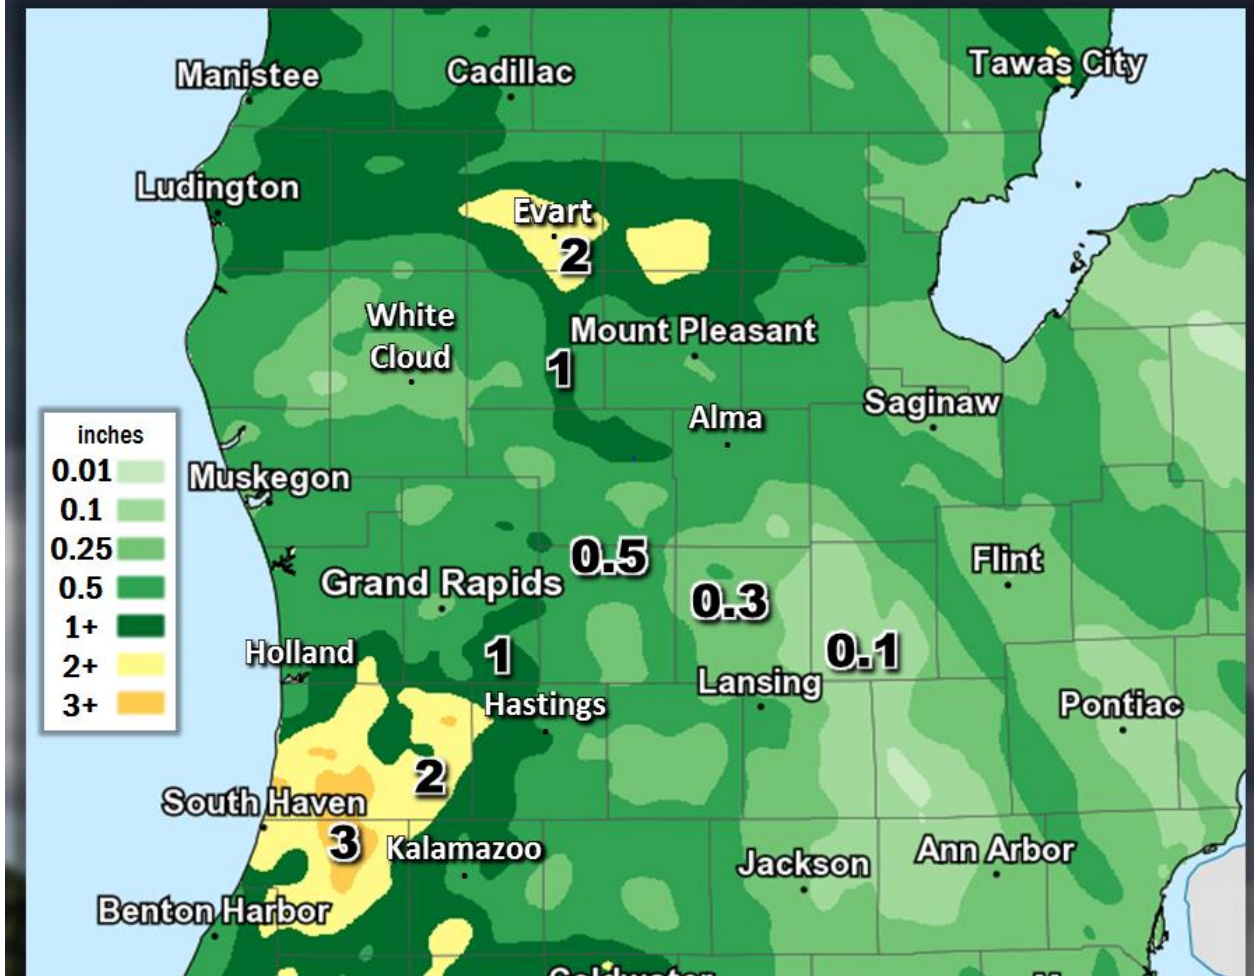 Tawas City
Manistee
Cadillac
Ludington
Evart
2
White
Cloud
Mount Pleasant
1
Saginaw
Alma
inches
0.01
0.1
0.25
0.5
1+
2+
3+
Muskegon
0.5
Flint
Grand Rapids
0.3
Holland
1
0.1
Lansing
Hastings
Pontiac
2
South Haven
3
Kalamazoo
Jackson
Ann Arbor
Benton Harbor
Coldwater